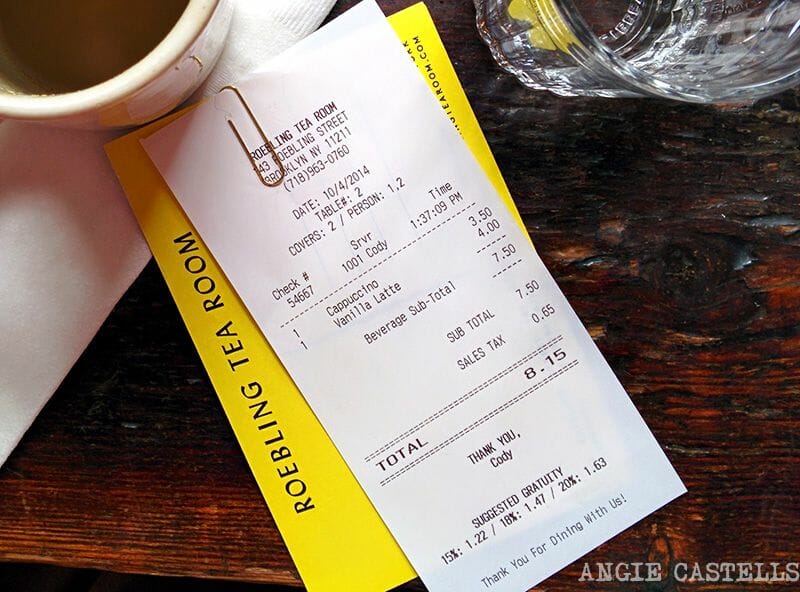 ROEBLING TEA ROOM
143 ROEBLING STREET
BROOKLYN NY 11211
(718)963-0760
DATE: 10/4/2014
TABLE#: 2
COVERS: 2 / PERSON: 1,2
Check # Srvr Time
54667 1001 Cody 1:37:09 PM
1 Cappuccino 3.50
1 Vanilla Latte 4.00
Beverage Sub-Total 7.50
SUB TOTAL 7.50
SALES TAX 0.65
TOTAL 8.15
THANK YOU,
Cody
SUGGESTED GRATUITY
15%: 1.22 / 18%: 1.47 / 20%: 1.63
Thank You For Dining With Us!
ROEBLING TEA ROOM
ANGIE CASTELLS